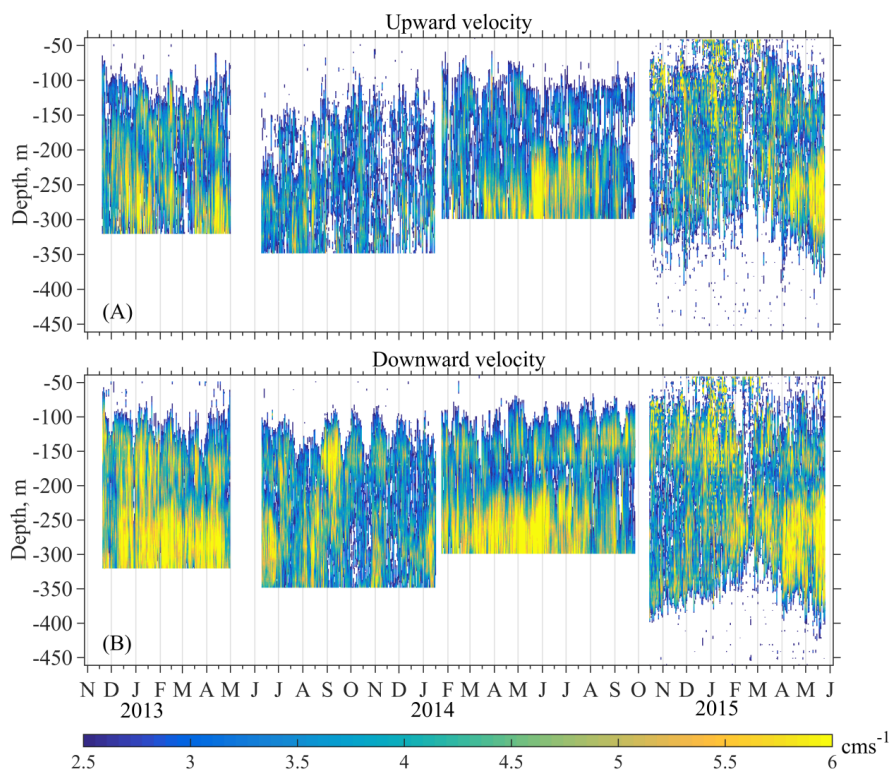 Upward velocity
-50
-100
-150
-200
-250
-300
-350
-400
-450
Depth, m
(A)
N D J F M A M J J A S O N D J F M A M J J A S O N D J F M A M J
Downward velocity
-50
-100
-150
-200
-250
-300
-350
-400
-450
Depth, m
(B)
N D J F M A M J J A S O N D J F M A M J J A S O N D J F M A M J
2013 2014 2015
2.5 3 3.5 4 4.5 5 5.5 6 cms-1